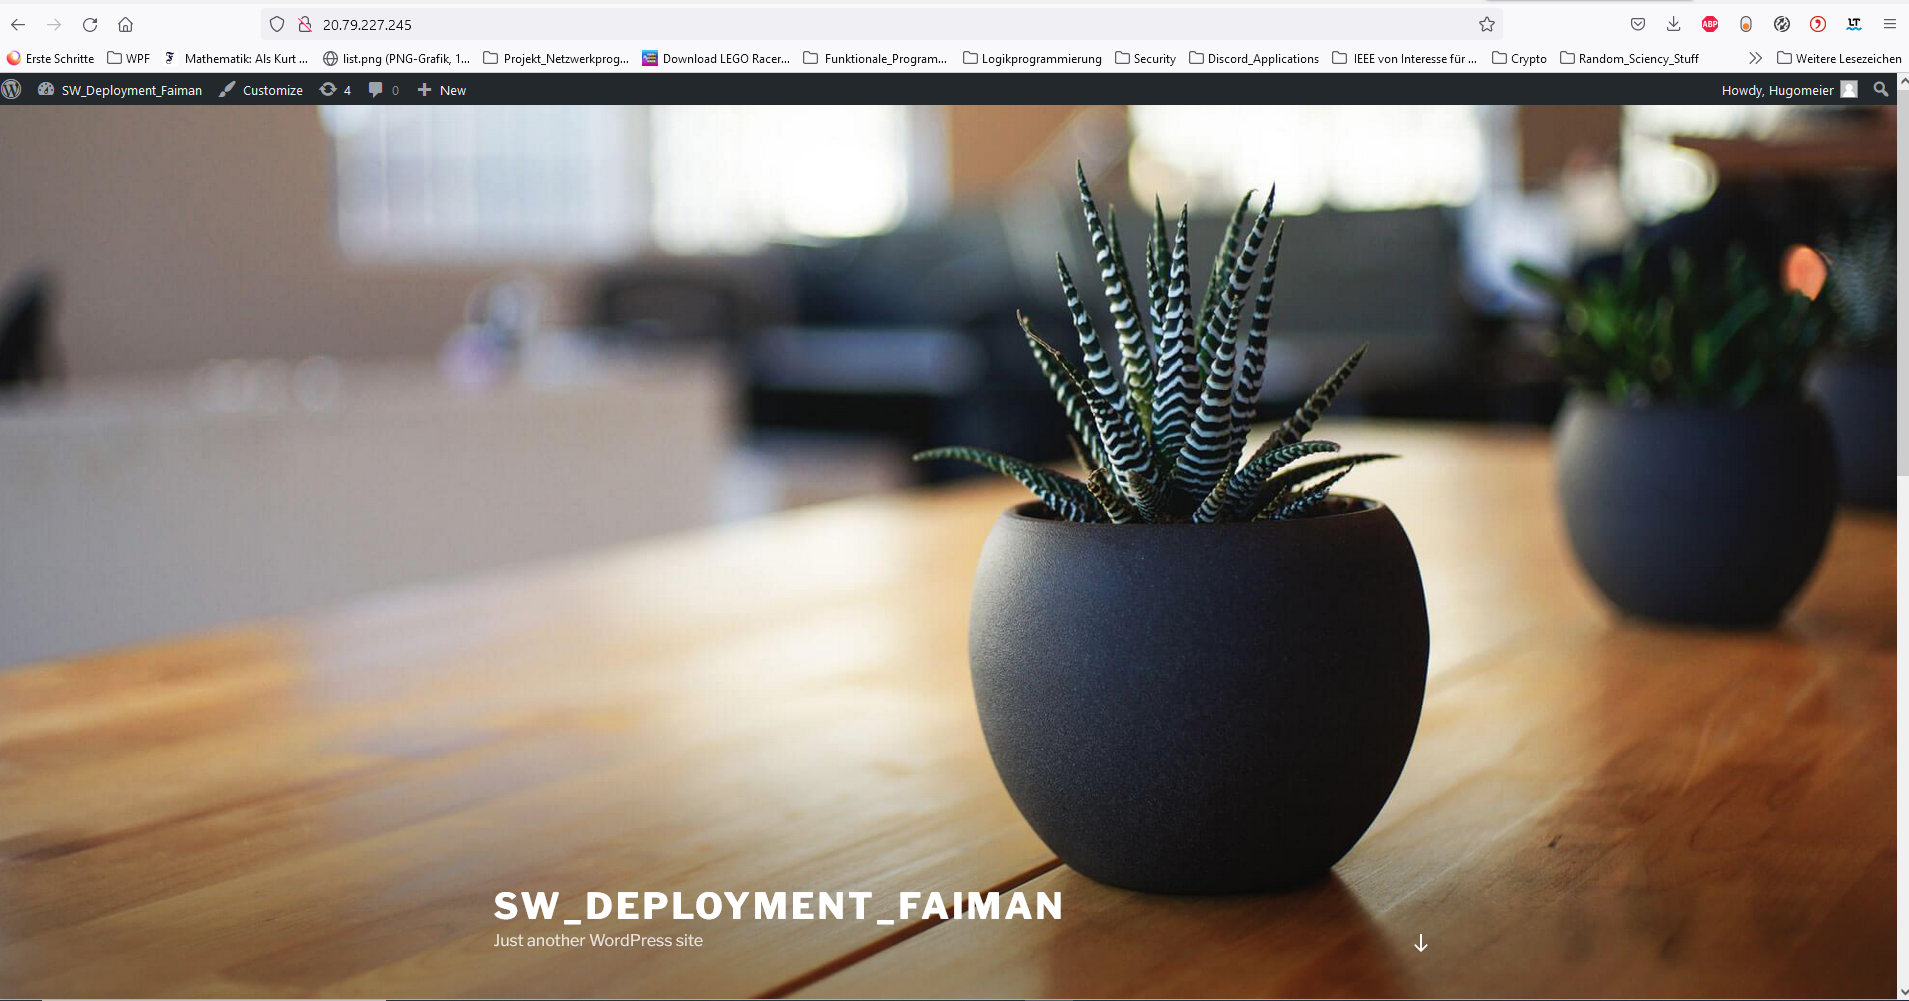 20.79.227.245
Erste Schritte WPF Mathematik: Als Kurt ... list.png (PNG-Grafik, 1... Projekt_Netzwerkprog... Download LEGO Racer... Funktionale_Program... Logikprogrammierung Security Discord_Applications IEEE von Interesse für ... Crypto Random_Sciency_Stuff Weitere Lesezeichen
SW_Deployment_Faiman Customize 4 0 New Howdy, Hugomeier
SW_DEPLOYMENT_FAIMAN
Just another WordPress site
ABP
LT